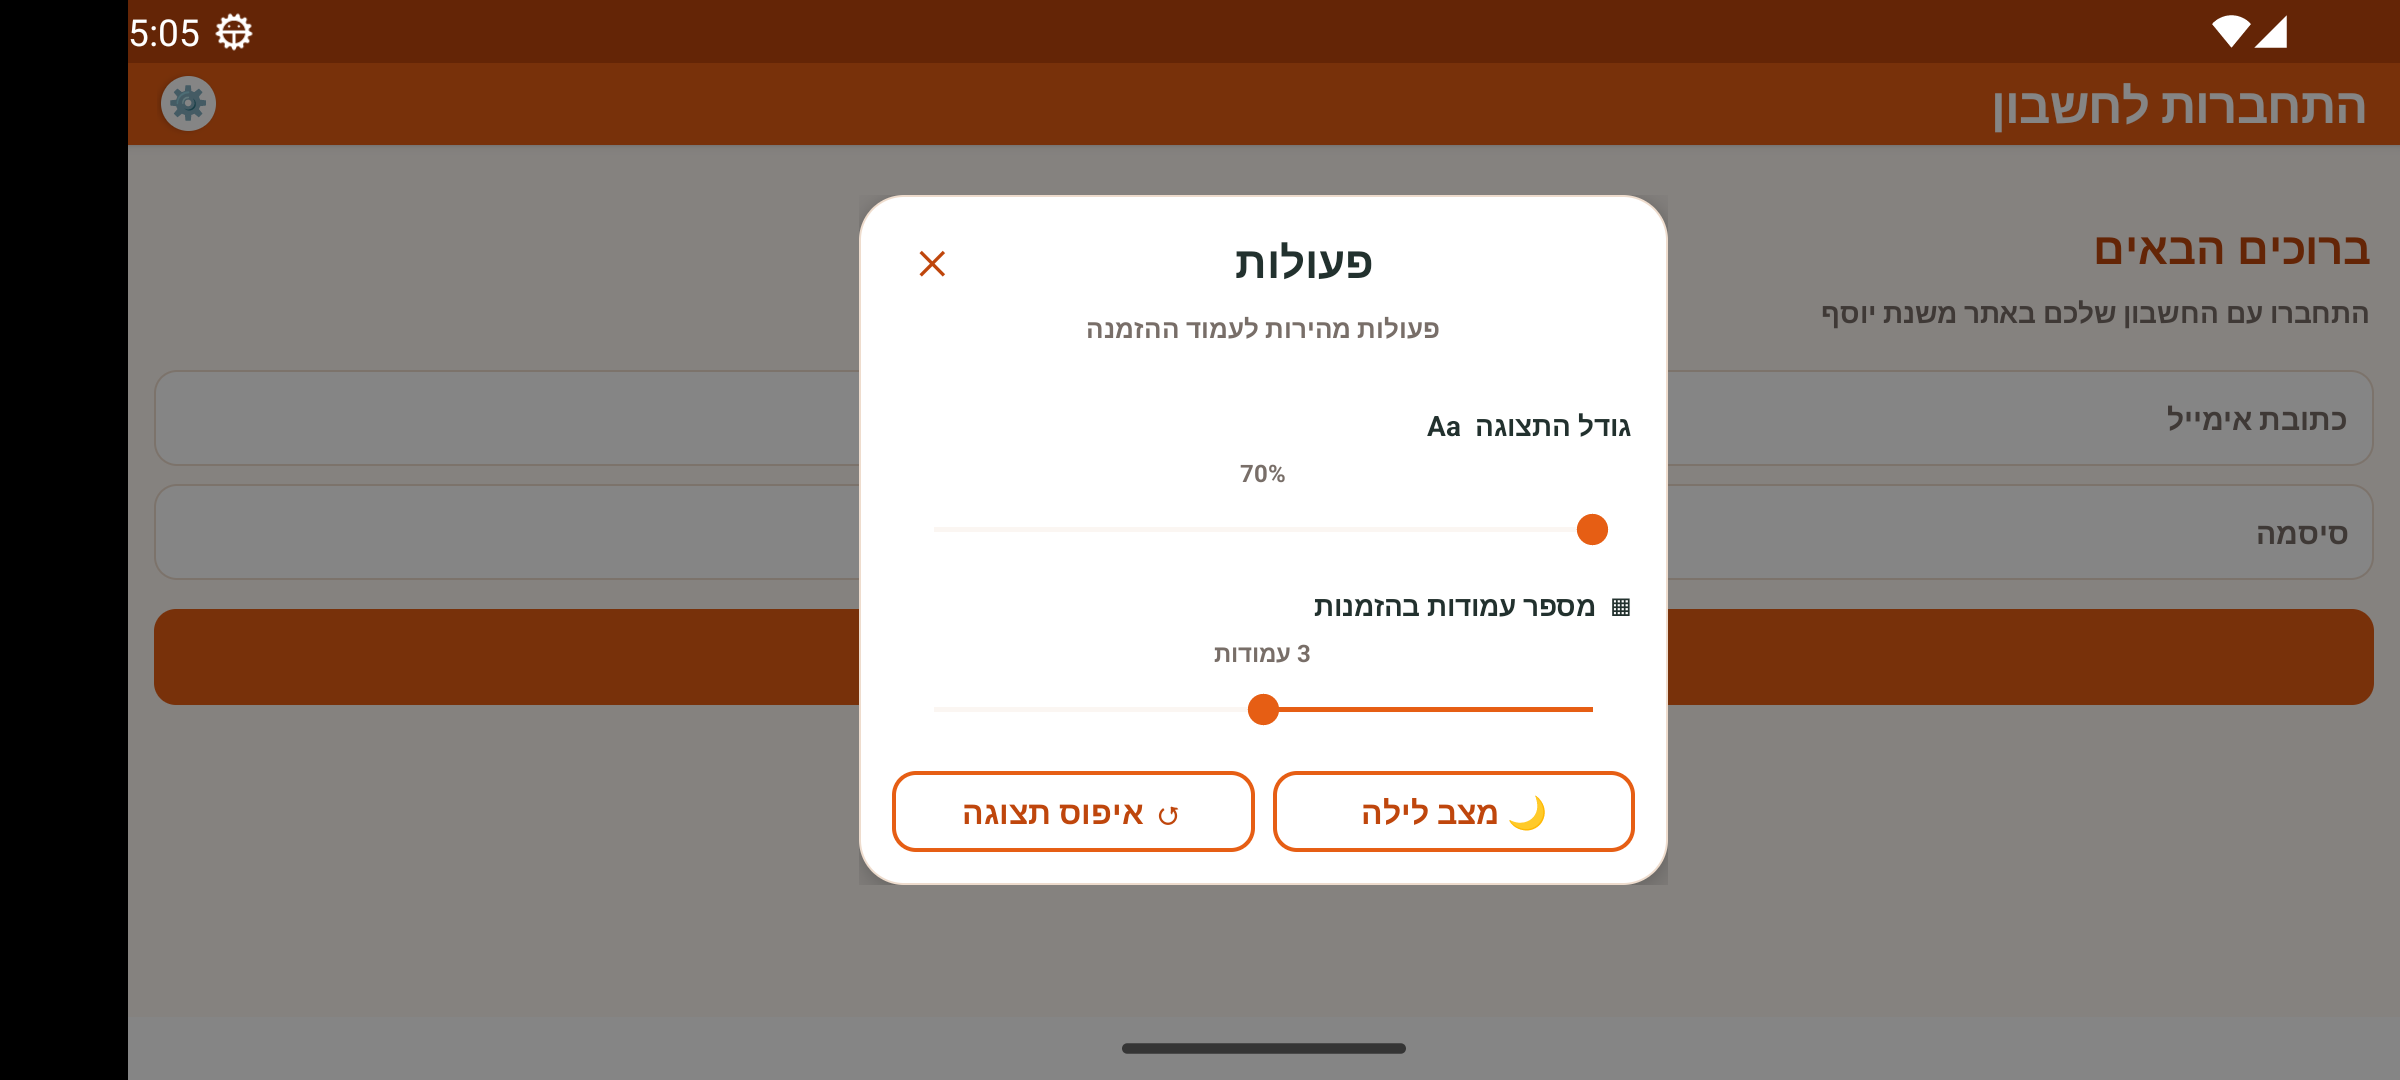 5:05
התחברות לחשבון
ברוכים הבאים
התחברו עם החשבון שלכם באתר משנת יוסף
כתובת אימייל
סיסמה
פעולות
פעולות מהירות לעמוד ההזמנה
גודל התצוגה Aa
70%
מספר עמודות בהזמנות
3 עמודות
מצב לילה
איפוס תצוגה